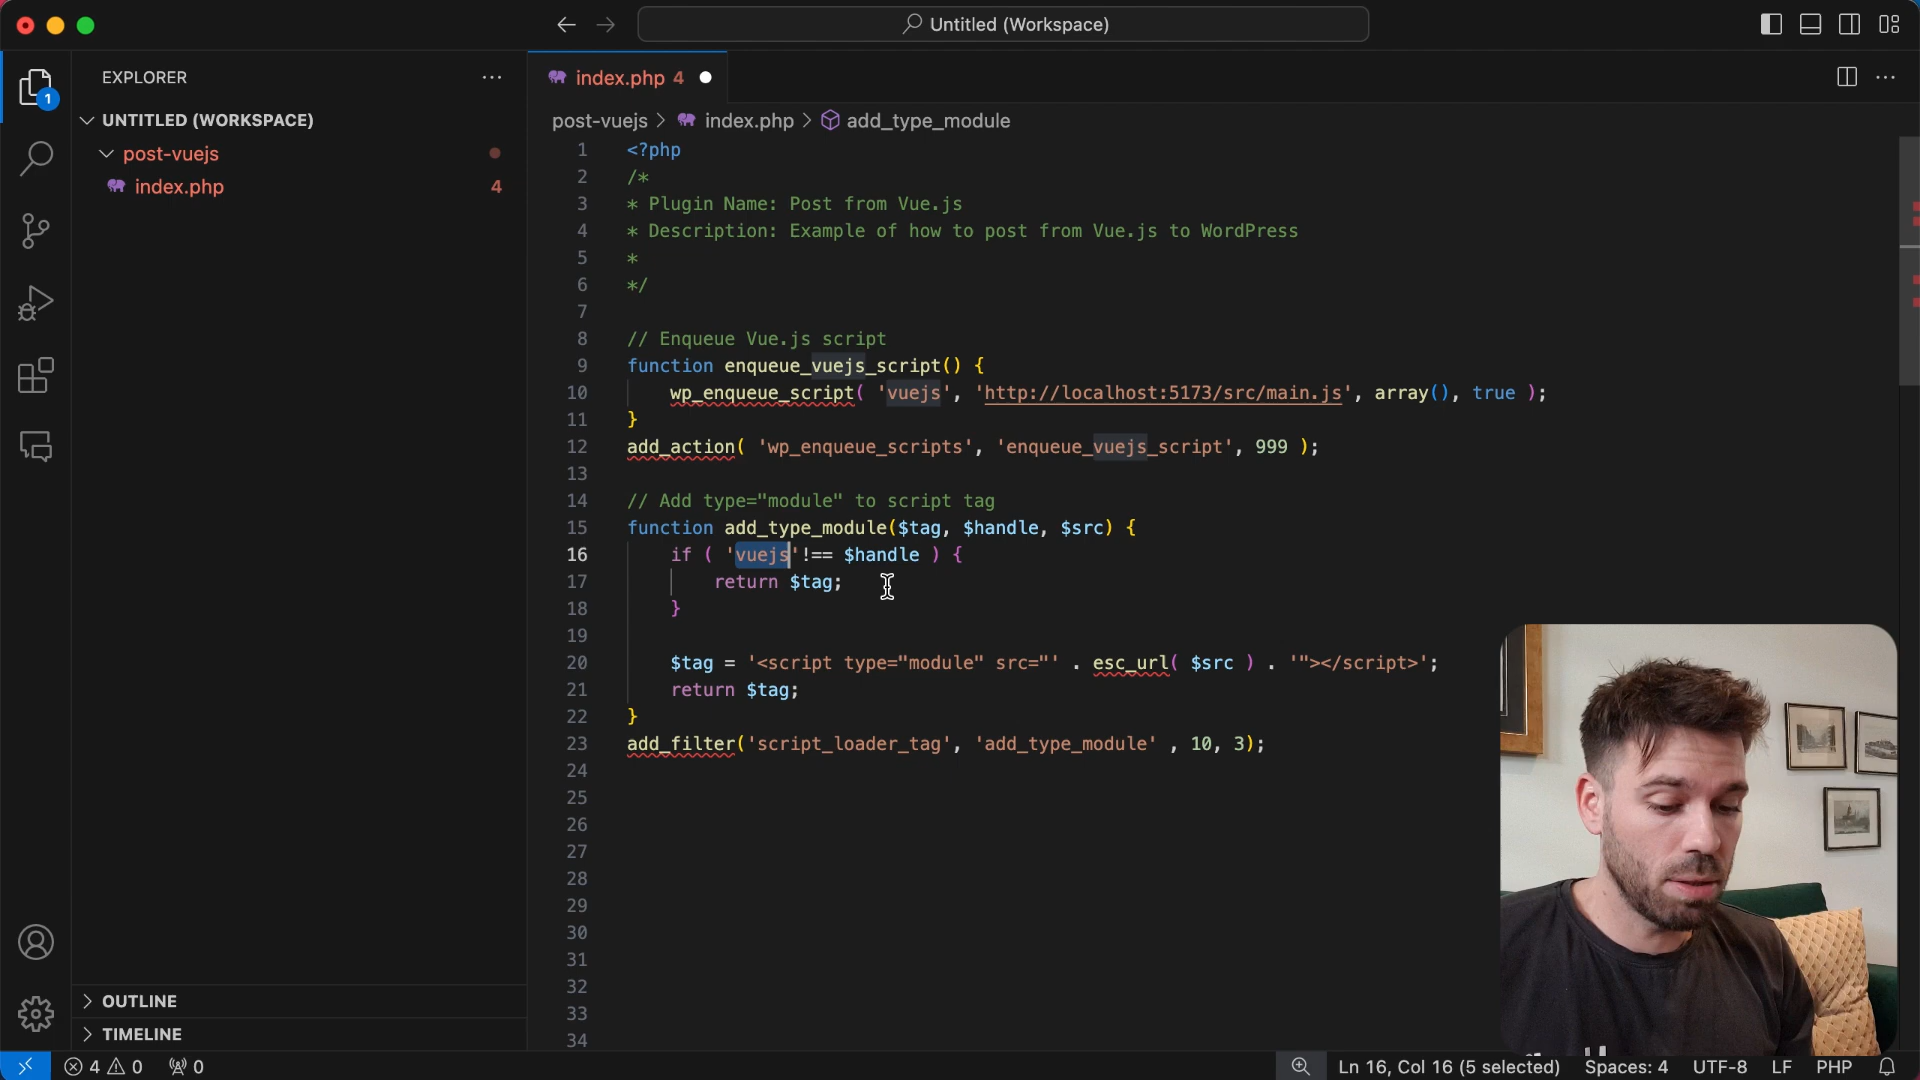 Untitled (Workspace)
EXPLORER
index.php 4
1
UNTITLED (WORKSPACE)
post-vuejs > index.php > add_type_module
post-vuejs
index.php 4
1 <?php
2 /*
3 * Plugin Name: Post from Vue.js
4 * Description: Example of how to post from Vue.js to WordPress
5 *
6 */
7
8 // Enqueue Vue.js script
9 function enqueue_vuejs_script() {
10 wp_enqueue_script( 'vuejs', 'http://localhost:5173/src/main.js', array(), true );
11 }
12 add_action( 'wp_enqueue_scripts', 'enqueue_vuejs_script', 999 );
13
14 // Add type="module" to script tag
15 function add_type_module($tag, $handle, $src) {
16 if ( 'vuejs'!== $handle ) {
17 return $tag;
18 }
19
20 $tag = '<script type="module" src="' . esc_url( $src ) . '"></script>';
21 return $tag;
22 }
23 add_filter('script_loader_tag', 'add_type_module' , 10, 3);
24
25
26
27
28
29
30
31
32
33
34
OUTLINE
TIMELINE
4 0 0
Ln 16, Col 16 (5 selected) Spaces: 4 UTF-8 LF PHP